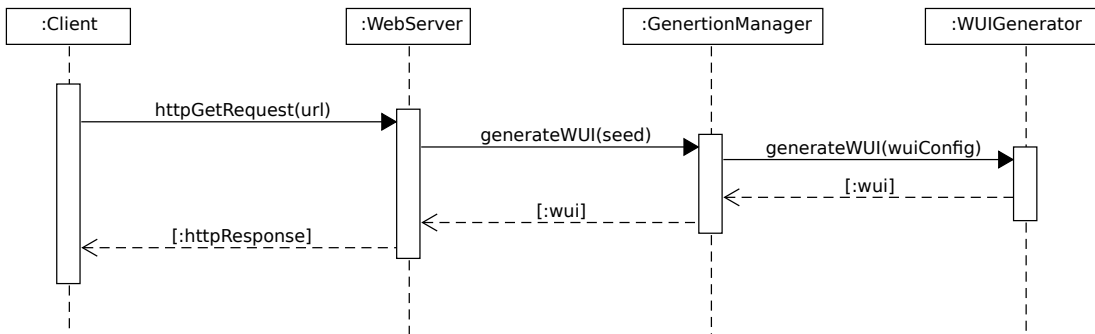 :Client
:WebServer
:GenertionManager
:WUIGenerator
httpGetRequest(url)
generateWUI(seed)
generateWUI(wuiConfig)
[:wui]
[:wui]
[:httpResponse]